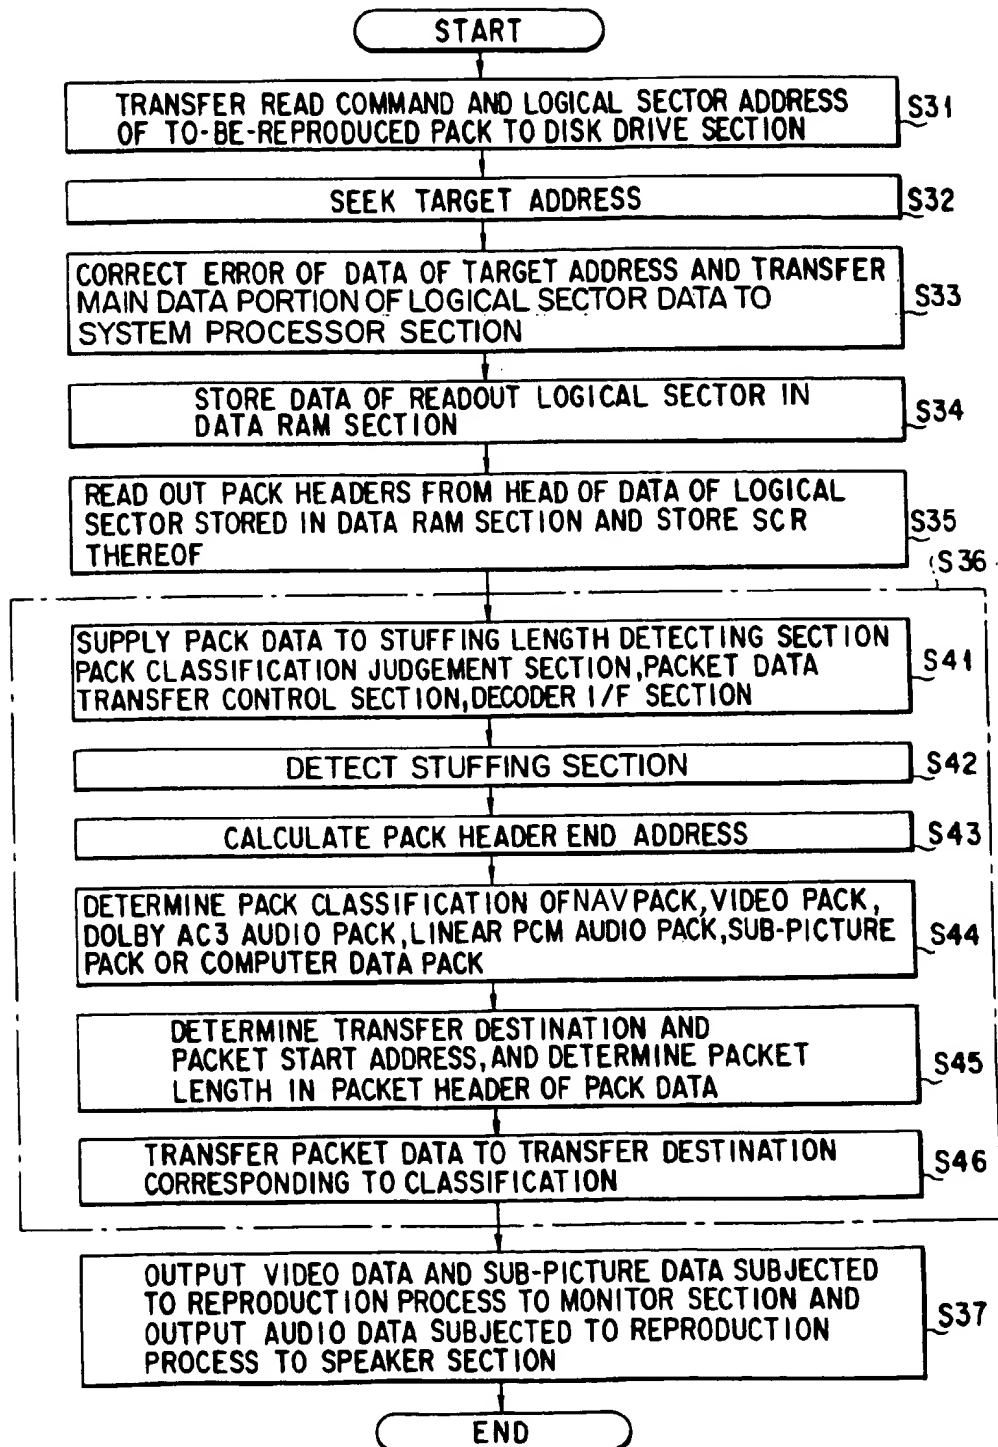 START
TRANSFER READ COMMAND AND LOGICAL SECTOR ADDRESS
OF TO-BE-REPRODUCED PACK TO DISK DRIVE SECTION
S31
SEEK TARGET ADDRESS
S32
CORRECT ERROR OF DATA OF TARGET ADDRESS AND TRANSFER
MAIN DATA PORTION OF LOGICAL SECTOR DATA TO
SYSTEM PROCESSOR SECTION
S33
STORE DATA OF READOUT LOGICAL SECTOR IN
DATA RAM SECTION
S34
READ OUT PACK HEADERS FROM HEAD OF DATA OF LOGICAL
SECTOR STORED IN DATA RAM SECTION AND STORE SCR
THEREOF
S35
S36
SUPPLY PACK DATA TO STUFFING LENGTH DETECTING SECTION
PACK CLASSIFICATION JUDGEMENT SECTION, PACKET DATA
TRANSFER CONTROL SECTION, DECODER I/F SECTION
S41
DETECT STUFFING SECTION
S42
CALCULATE PACK HEADER END ADDRESS
S43
DETERMINE PACK CLASSIFICATION OF NAV PACK, VIDEO PACK,
DOLBY AC3 AUDIO PACK, LINEAR PCM AUDIO PACK, SUB-PICTURE
PACK OR COMPUTER DATA PACK
S44
DETERMINE TRANSFER DESTINATION AND
PACKET START ADDRESS, AND DETERMINE PACKET
LENGTH IN PACKET HEADER OF PACK DATA
S45
TRANSFER PACKET DATA TO TRANSFER DESTINATION
CORRESPONDING TO CLASSIFICATION
S46
OUTPUT VIDEO DATA AND SUB-PICTURE DATA SUBJECTED
TO REPRODUCTION PROCESS TO MONITOR SECTION AND
OUTPUT AUDIO DATA SUBJECTED TO REPRODUCTION
PROCESS TO SPEAKER SECTION
S37
END